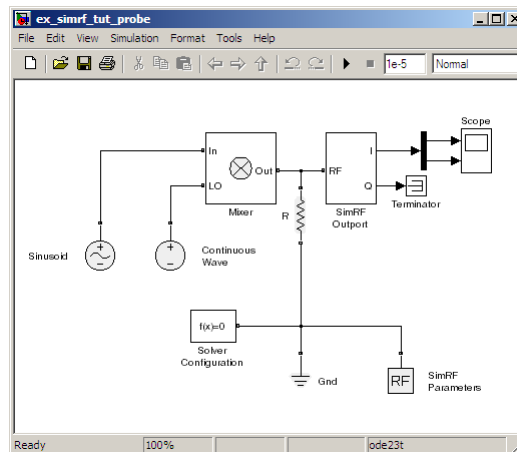 ex_simrf_tut_probe
File Edit View Simulation Format Tools Help
1e-5 Normal
Scope
In
Out
LO
Mixer
RF
I
Q
SimRF
Outport
Terminator
R
Sinusoid
Continuous
Wave
f(x)=0
Solver
Configuration
Gnd
RF
SimRF
Parameters
Ready 100% ode23t